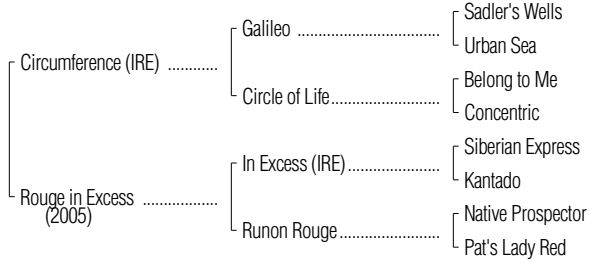 Sadler's Wells
Galileo ..................................
Urban Sea
Circumference (IRE) ............
Belong to Me
Circle of Life..........................
Concentric
Siberian Express
In Excess (IRE)......................
Kantado
Rouge in Excess ..................
(2005)
Native Prospector
Runon Rouge........................
Pat's Lady Red